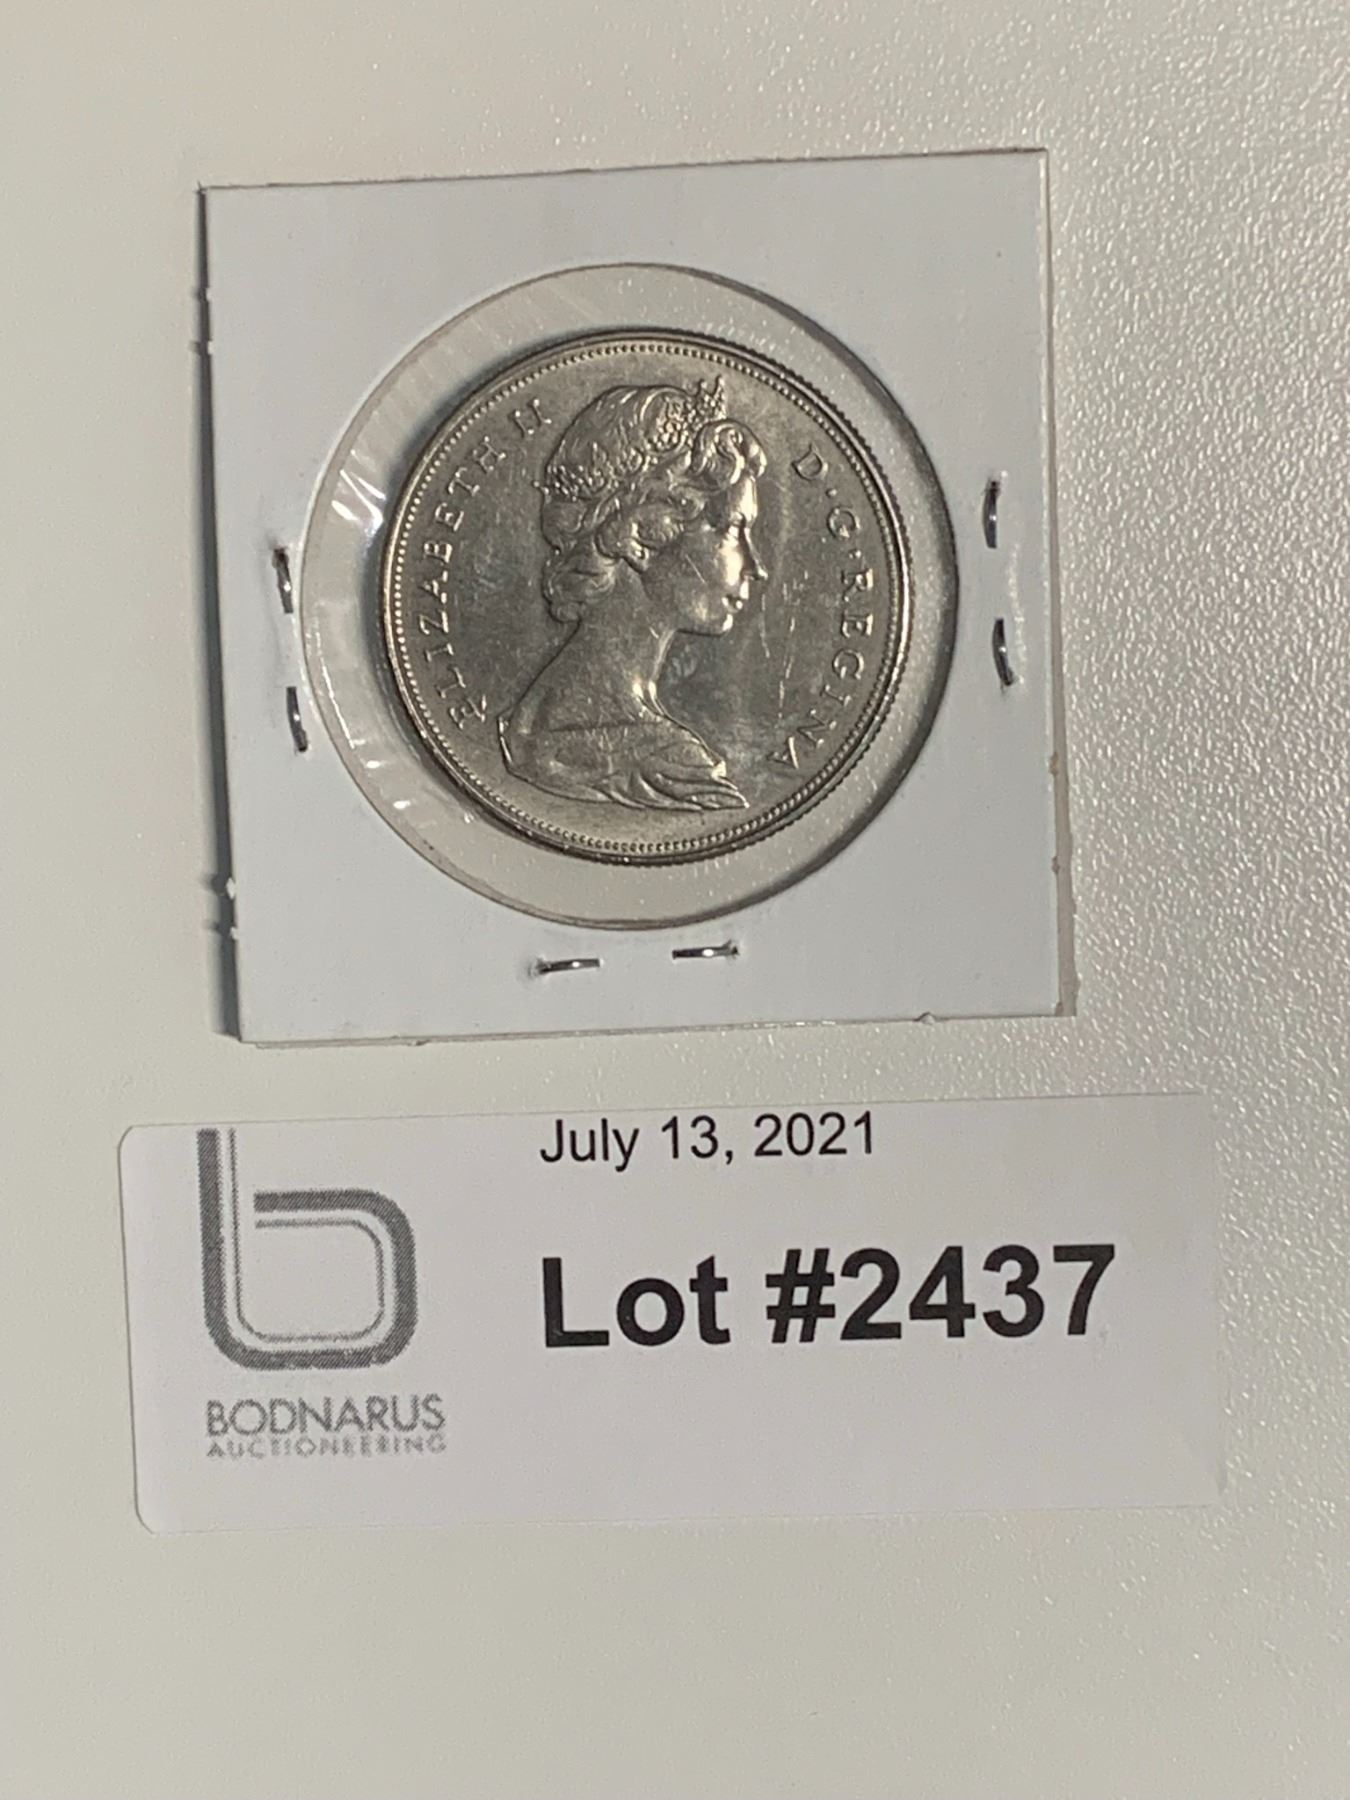 ELIZABETH II D·G·REGINA
July 13, 2021
Lot #2437
BODNARUS
AUCTIONEERING